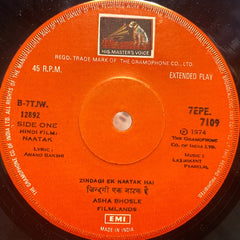 HIS MASTER'S VOICE
REGD. TRADE MARK OF THE GRAMOPHONE CO. LTD.
45 R.P.M.
EXTENDED PLAY
B-7TJW.
12892
SIDE ONE
HINDI FILM:
NAATAK
LYRIC:
ANAND BAKSHI
7EPE.
7109
℗ 1974
THE GRAMOPHONE
CO. OF INDIA LTD.
MUSIC:
LAXMIKANT
PYARELAL
ZINDAGI EK NAATAK HAI
ज़िन्दगी एक नाटक है
ASHA BHOSLE
FILMLANDS
EMI
MADE IN INDIA